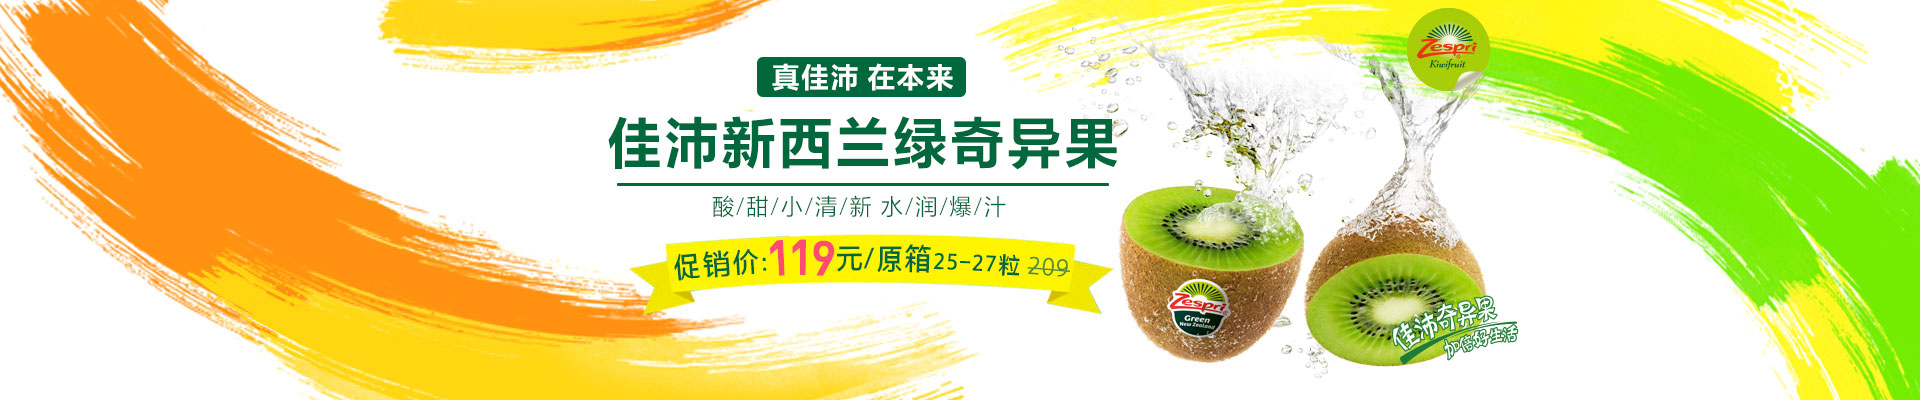 真佳沛 在本来
佳沛新西兰绿奇异果
酸/甜/小/清/新 水/润/爆/汁
促销价:119元/原箱25-27粒 209
Zespri
Kiwifruit
Zespri
Green
New Zealand
佳沛奇异果
加倍好生活